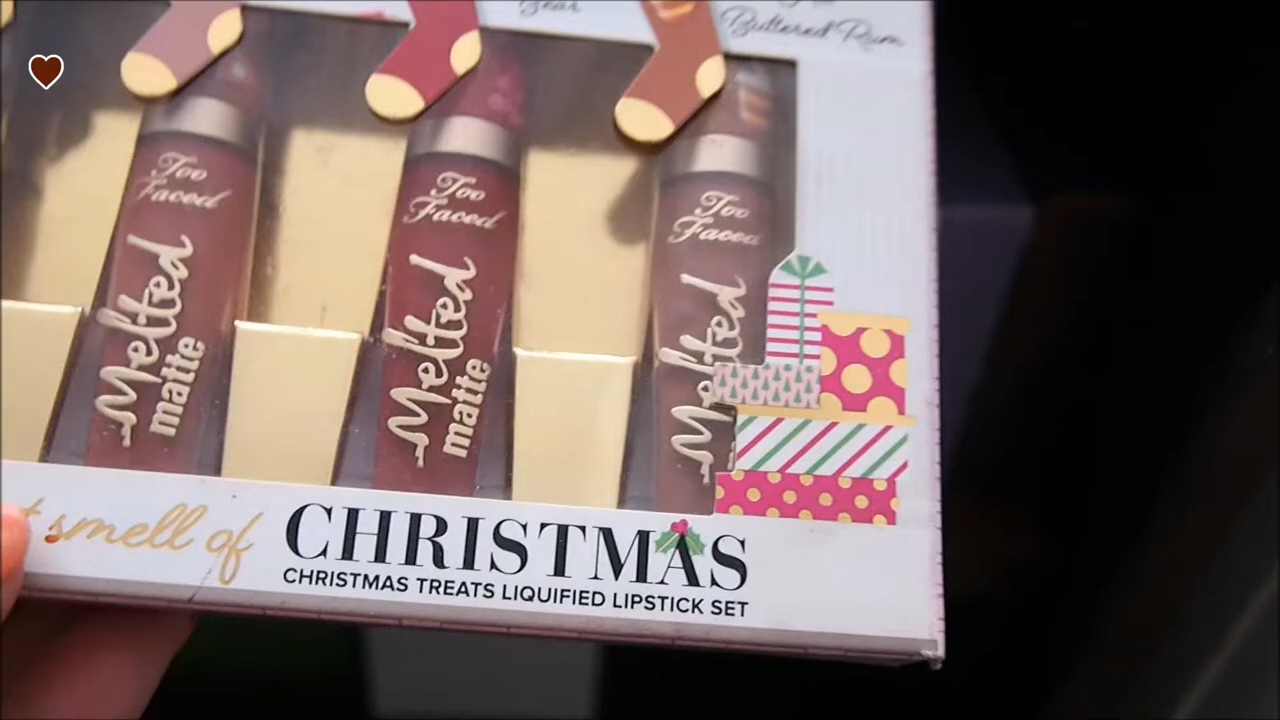 Year
Buttered Rum
Too
Faced
Melted
matte
Too
Faced
Melted
matte
Too
Faced
Melted
smell of
CHRISTMAS
CHRISTMAS TREATS LIQUIFIED LIPSTICK SET